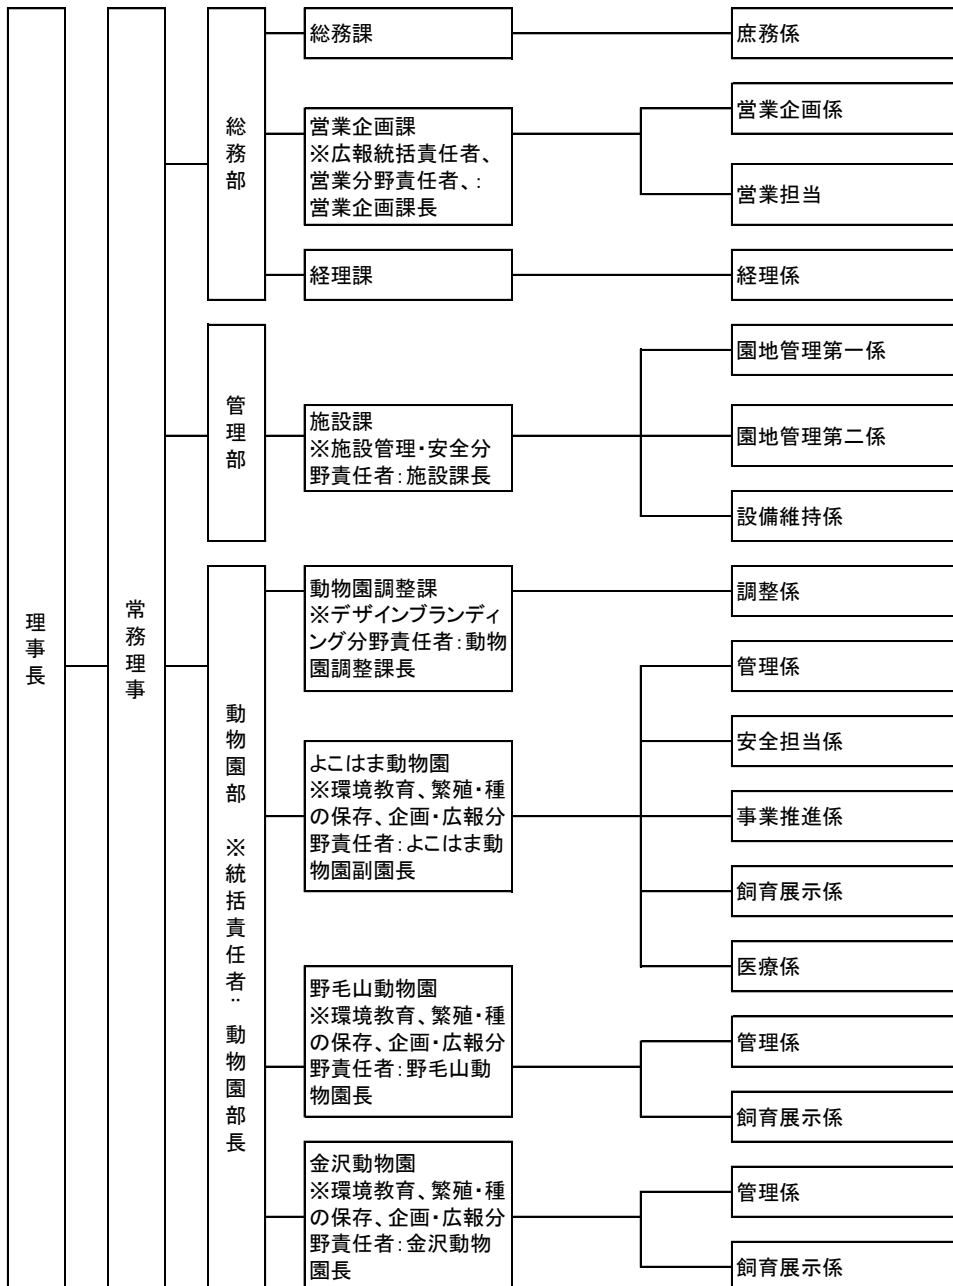 理事長
常務理事
総務部
総務課
庶務係
営業企画課
※広報統括責任者、
営業分野責任者、:
営業企画課長
営業企画係
営業担当
経理課
経理係
管理部
施設課
※施設管理・安全分
野責任者:施設課長
園地管理第一係
園地管理第二係
設備維持係
動物園部　※統括責任者:動物園部長
動物園調整課
※デザインブランディ
ング分野責任者:動物
園調整課長
調整係
よこはま動物園
※環境教育、繁殖・種
の保存、企画・広報分
野責任者:よこはま動
物園副園長
管理係
安全担当係
事業推進係
飼育展示係
医療係
野毛山動物園
※環境教育、繁殖・種
の保存、企画・広報分
野責任者:野毛山動
物園長
管理係
飼育展示係
金沢動物園
※環境教育、繁殖・種
の保存、企画・広報分
野責任者:金沢動物
園長
管理係
飼育展示係